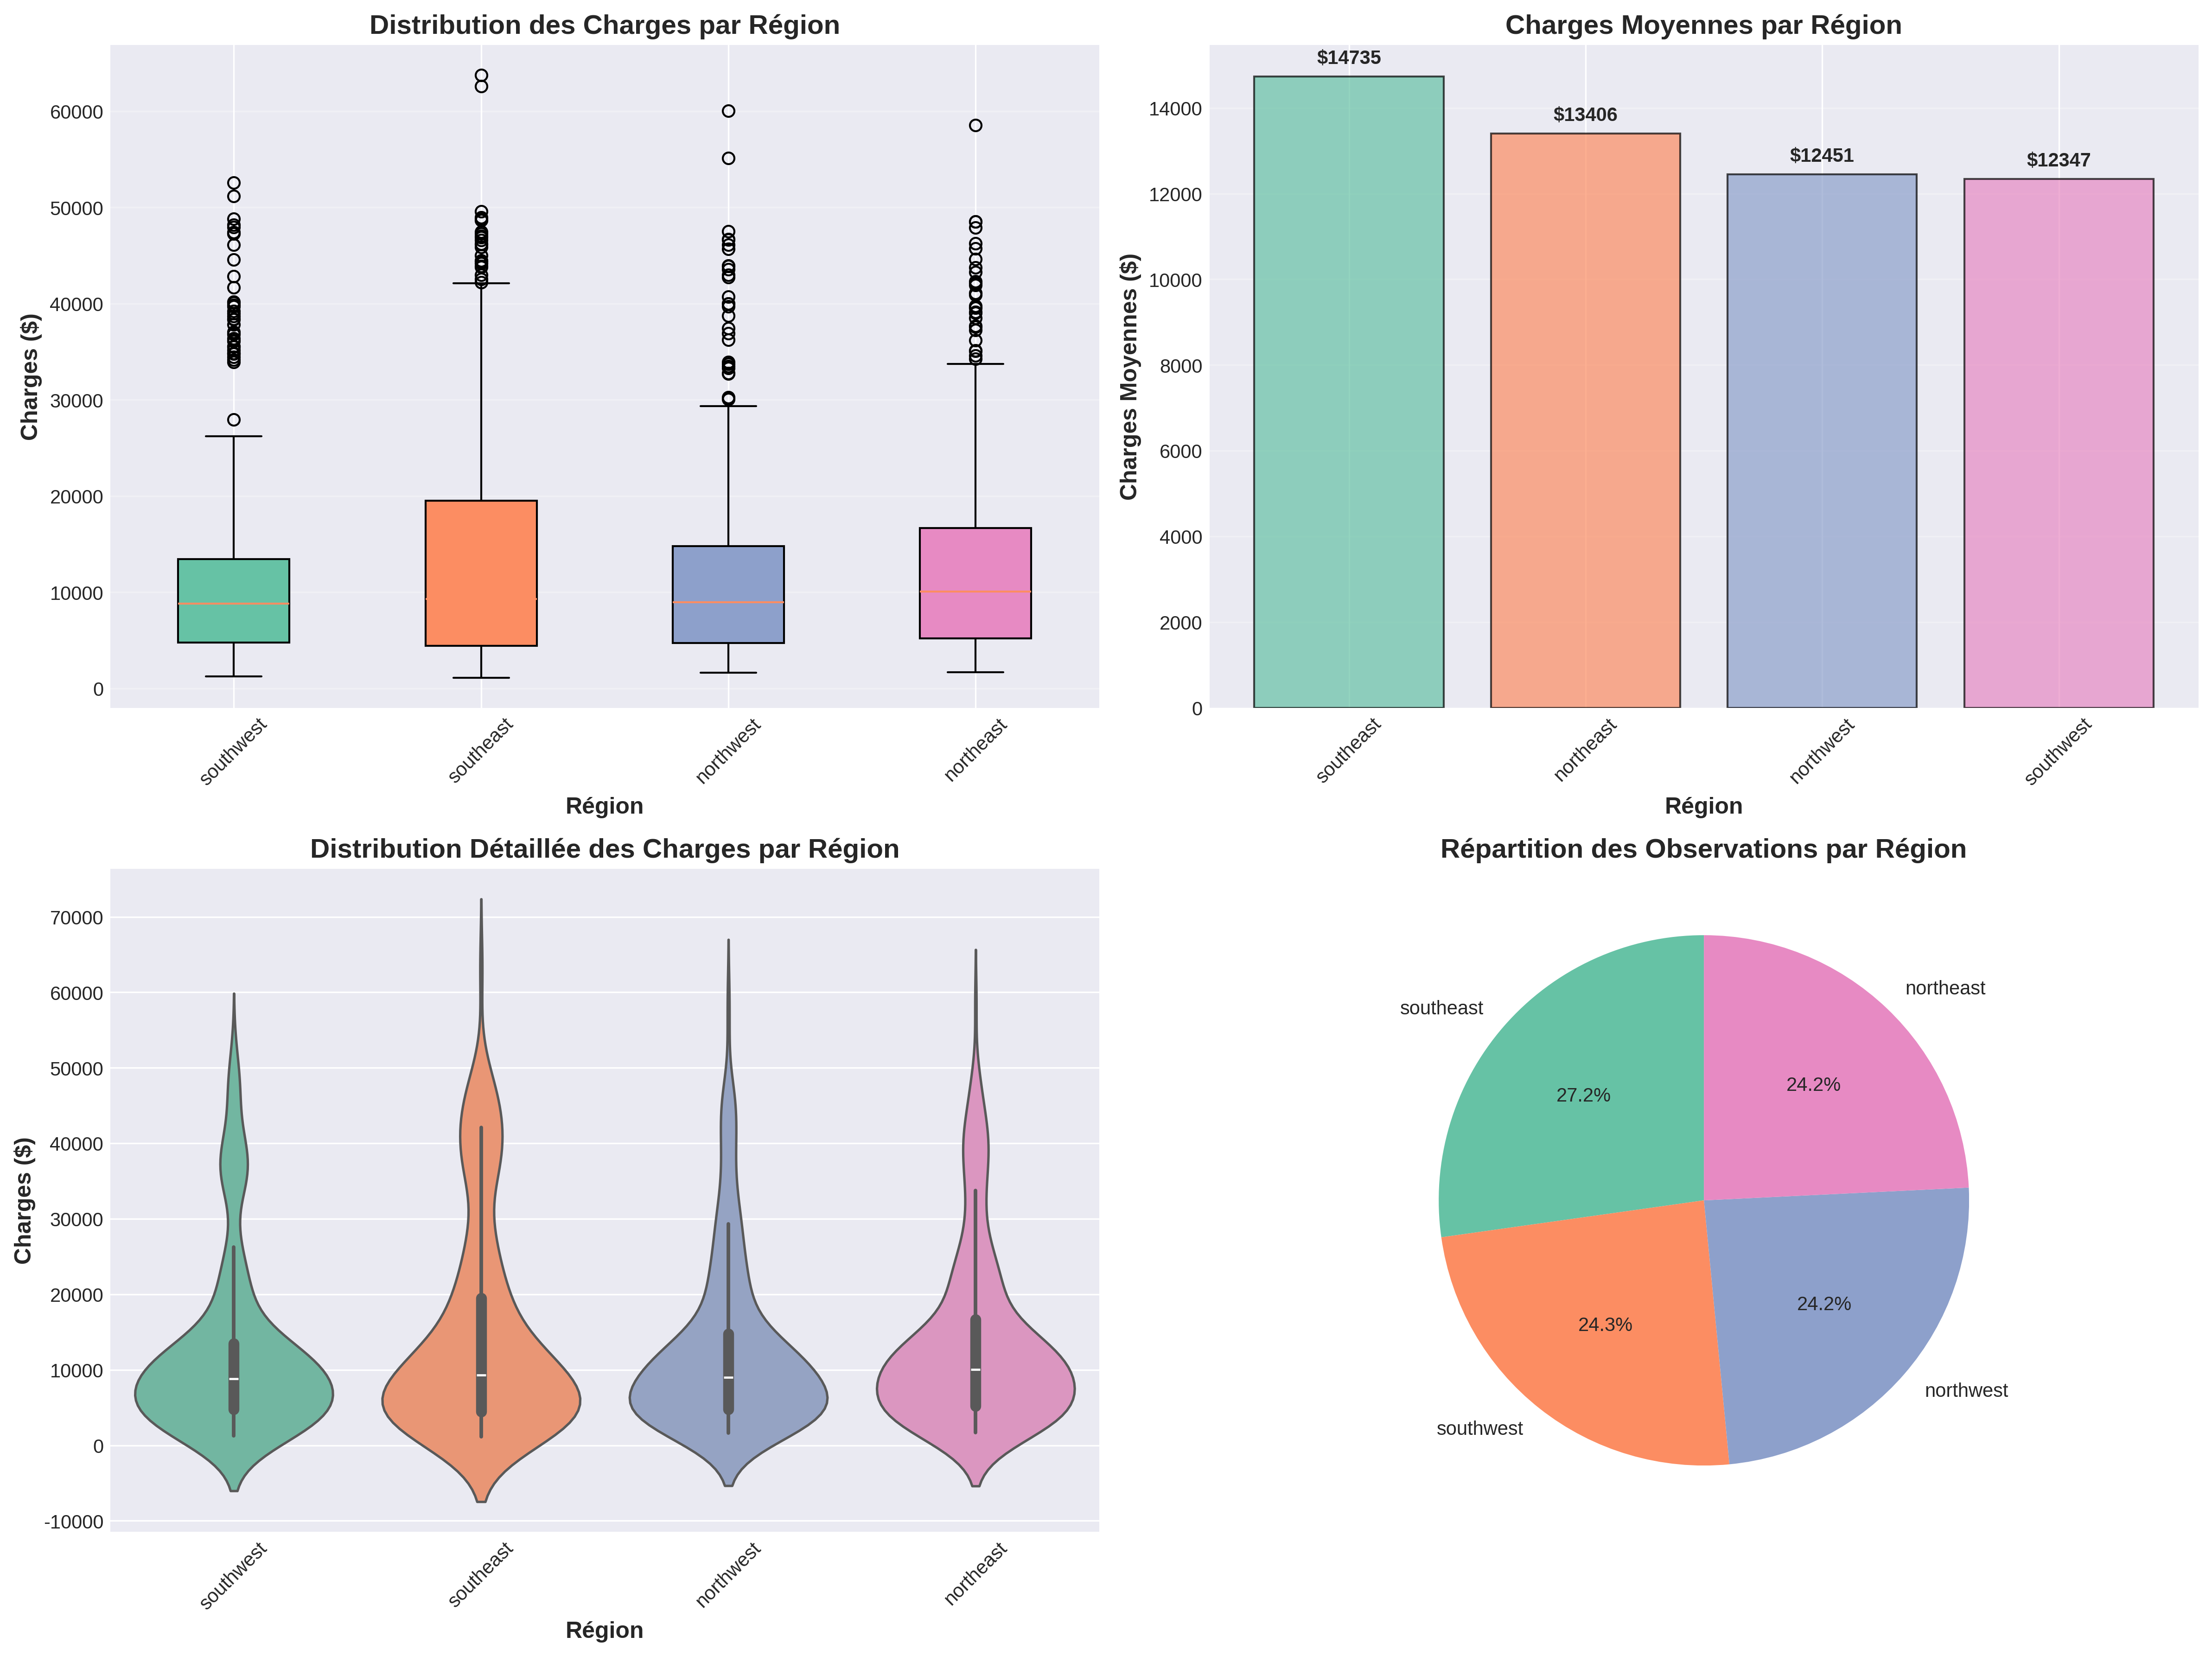 Distribution des Charges par Région
Charges ($)
60000
50000
40000
30000
20000
10000
0
southwest
southeast
northwest
northeast
Région
Charges Moyennes par Région
Charges Moyennes ($)
14000
12000
10000
8000
6000
4000
2000
0
$14735
$13406
$12451
$12347
southeast
northeast
northwest
southwest
Région
Distribution Détaillée des Charges par Région
Charges ($)
70000
60000
50000
40000
30000
20000
10000
0
-10000
southwest
southeast
northwest
northeast
Région
Répartition des Observations par Région
southeast
27.2%
northeast
24.2%
southwest
24.3%
northwest
24.2%